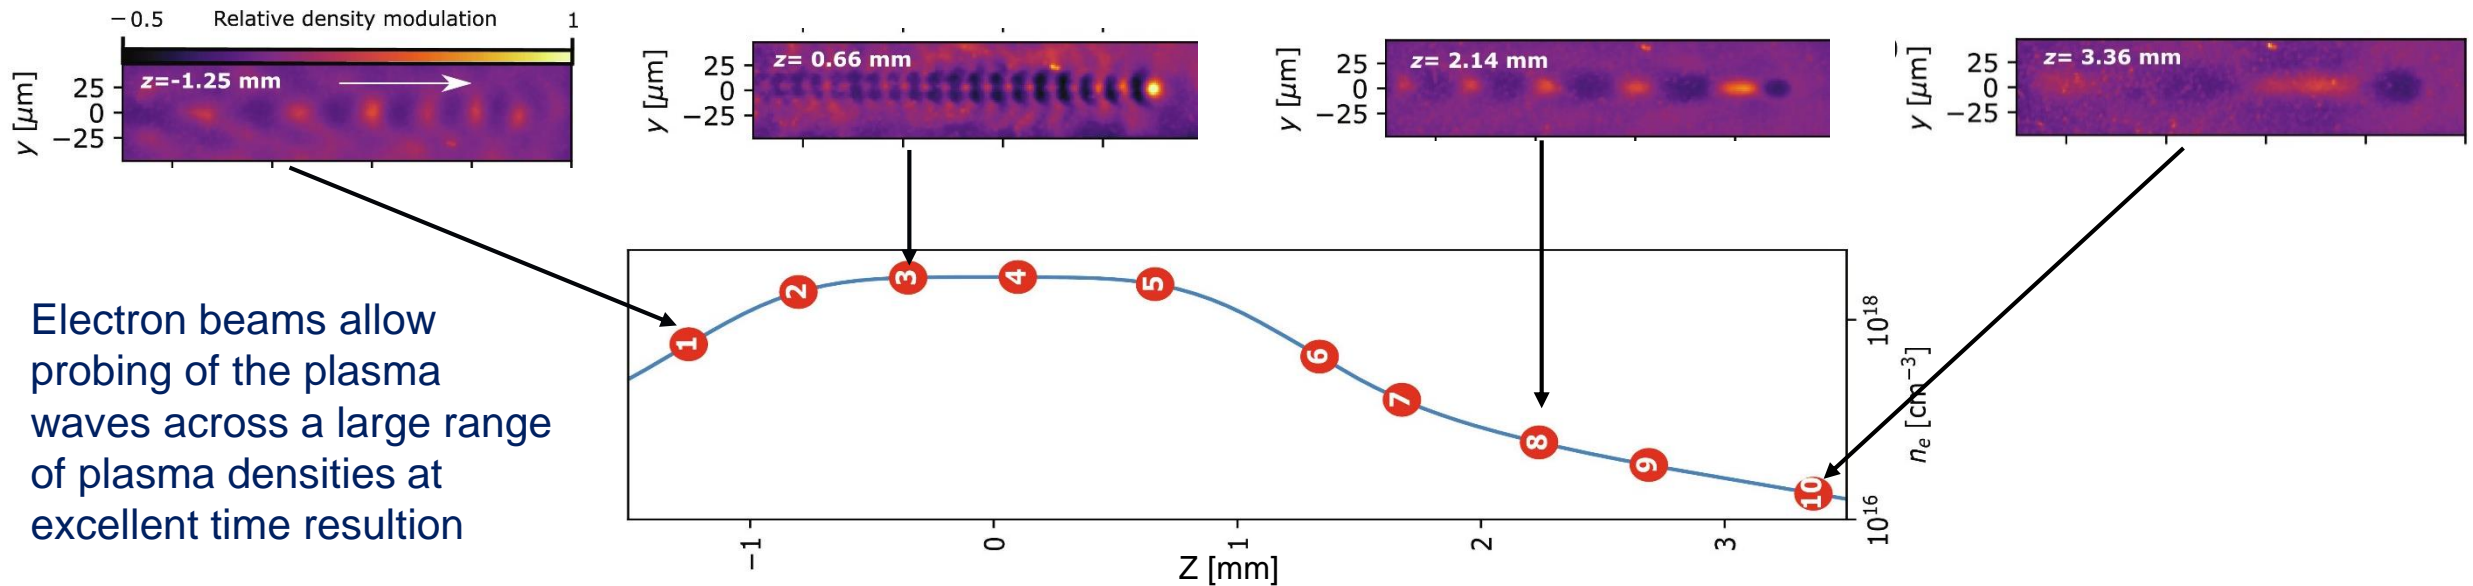 −0.5 Relative density modulation 1
z=-1.25 mm
25
0
−25
y [μm]
z= 0.66 mm
25
0
−25
y [μm]
z= 2.14 mm
25
0
−25
y [μm]
z= 3.36 mm
25
0
−25
y [μm]
Electron beams allow
probing of the plasma
waves across a large range
of plasma densities at
excellent time resultion
1
2
3
4
5
6
7
8
9
10
10¹⁸
10¹⁶
nₑ [cm⁻³]
−1 0 1 2 3
Z [mm]